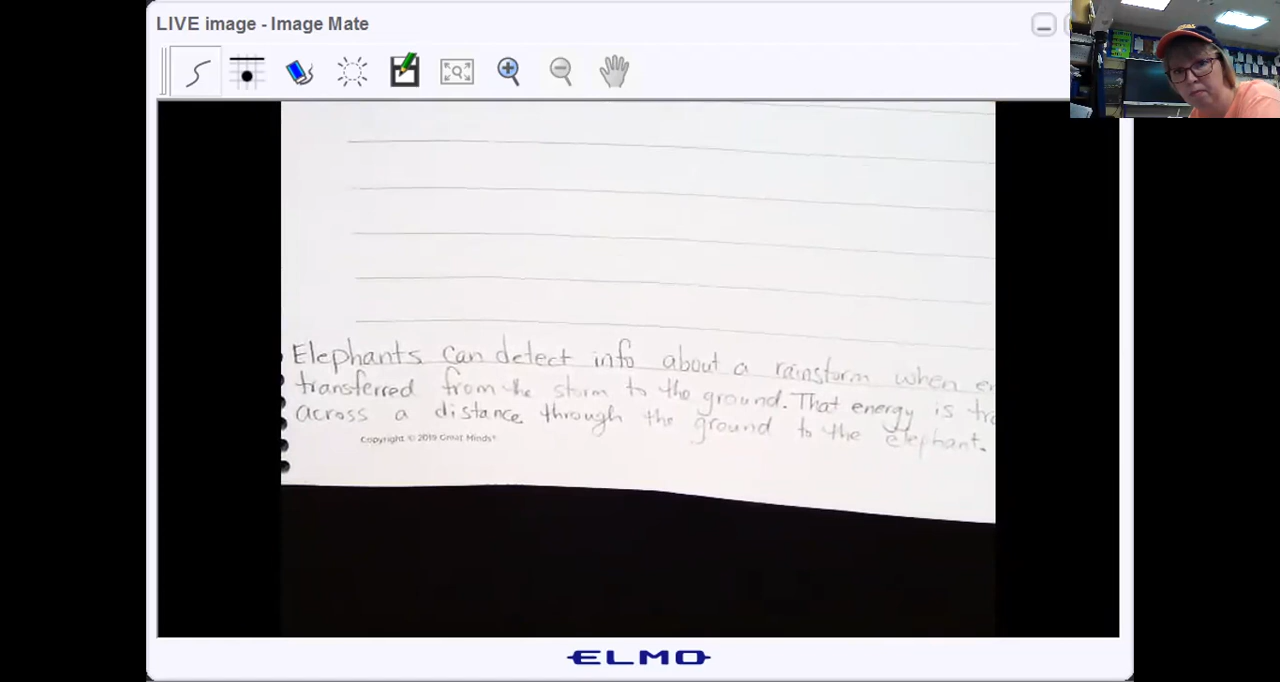 LIVE image - Image Mate
Elephants can detect info about a rainstorm when
transferred from the storm to the ground. That energy is
across a distance through the ground to the elephant.
Copyright © 2019 Great Minds®
ELMO